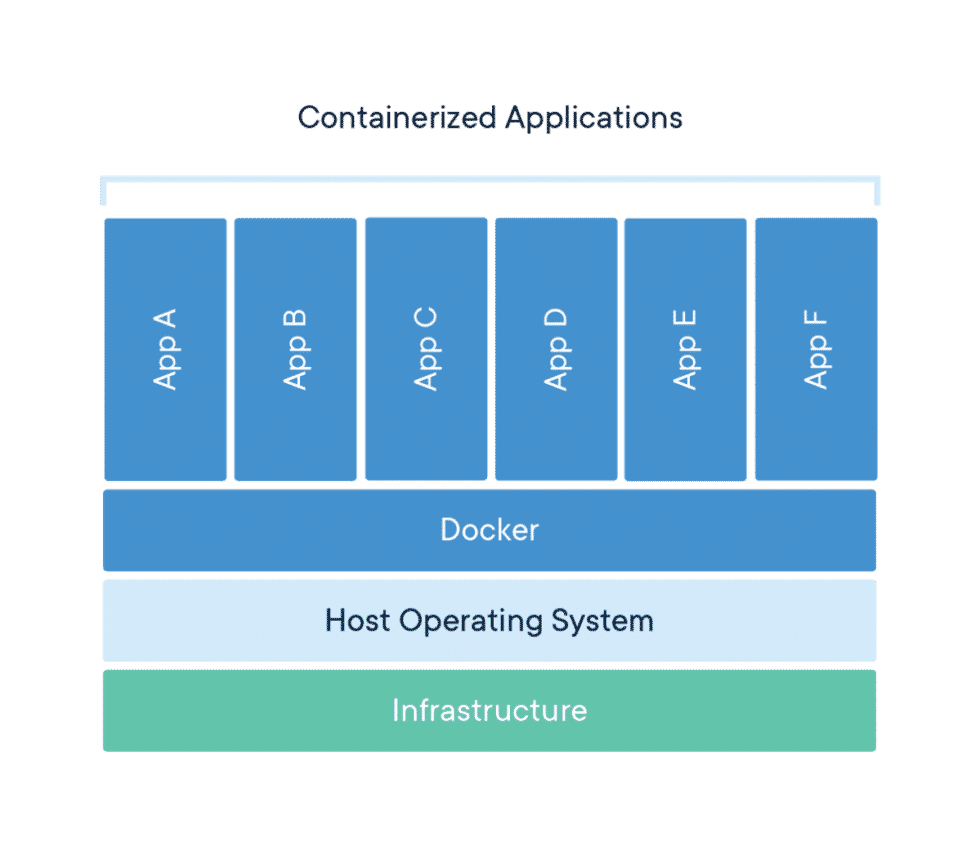 Containerized Applications
App A
App B
App C
App D
App E
App F
Docker
Host Operating System
Infrastructure